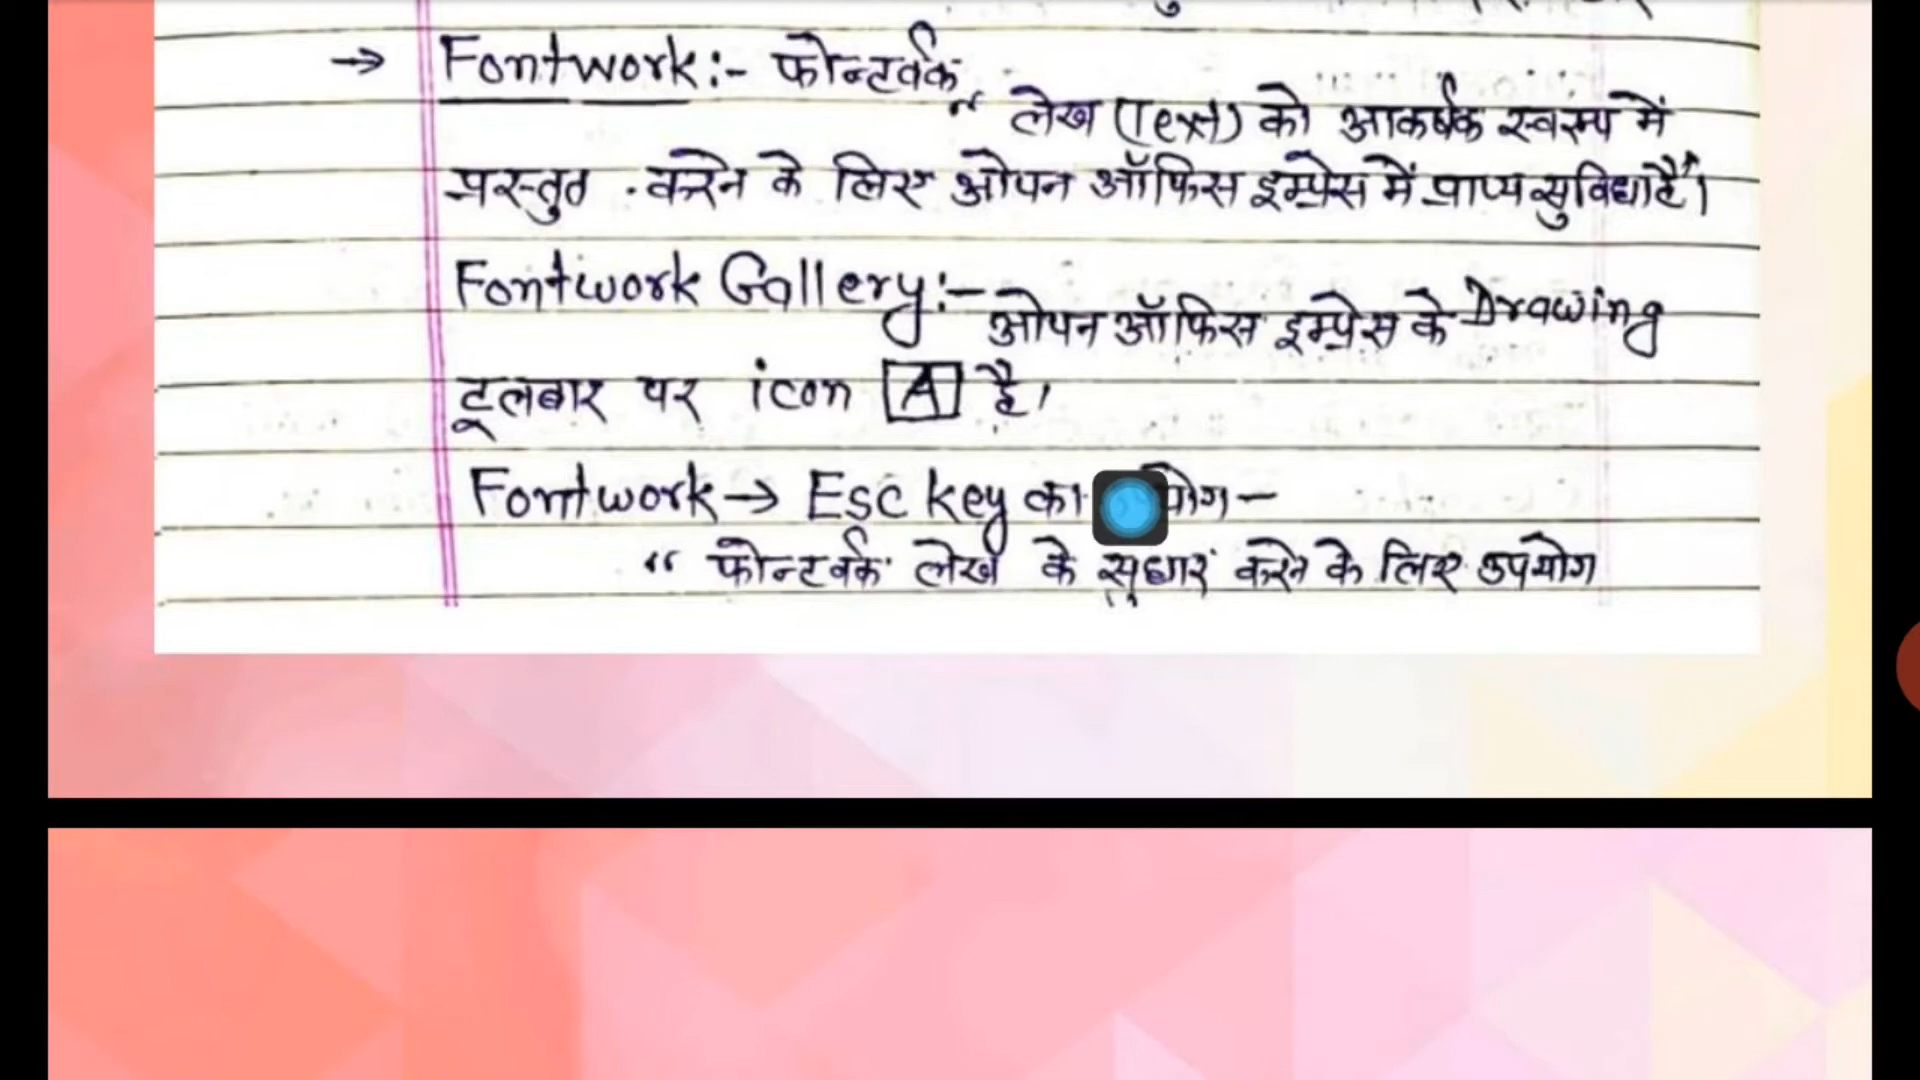 → Fontwork:- फोन्टवर्क
“ लेख (Text) को आकर्षक स्वरूप में
प्रस्तुत करने के लिए ओपन ऑफिस इम्प्रेस में प्राप्य सुविधा है”।
Fontwork Gallery:- ओपन ऑफिस इम्प्रेस के Drawing
टूलबार पर icon A है।
Fontwork → Esc key का –
“ फोन्टवर्क लेख के सुधार करने के लिए उपयोग